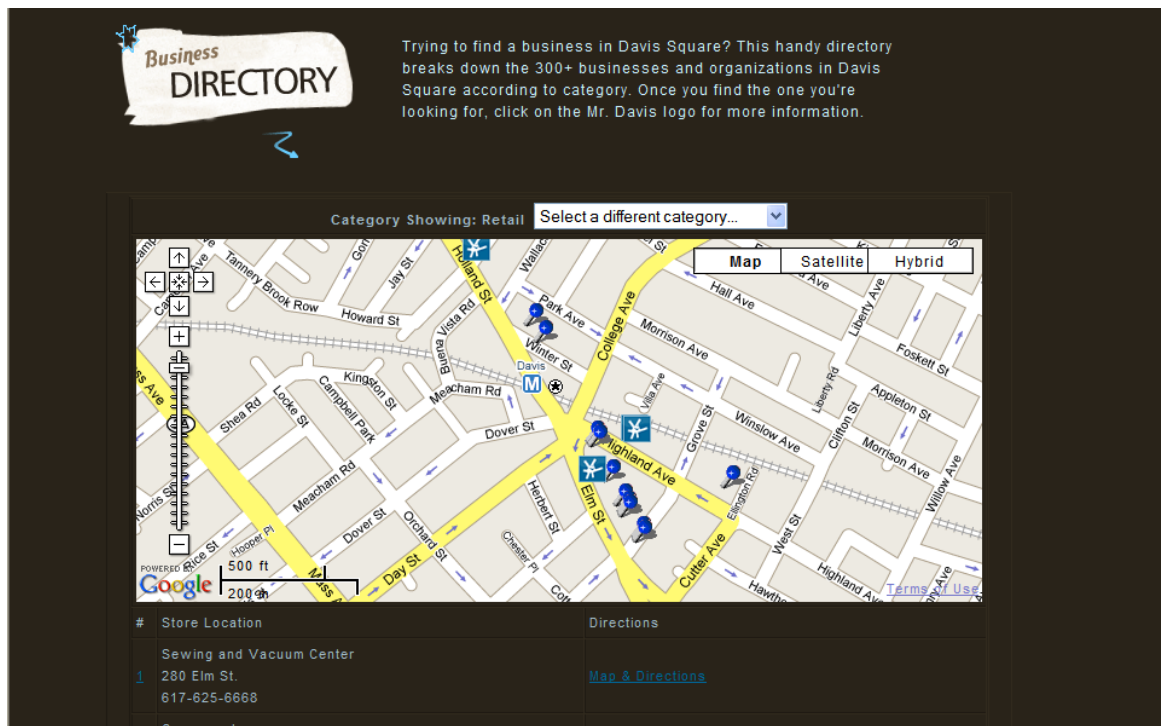 Business
DIRECTORY
Trying to find a business in Davis Square? This handy directory
breaks down the 300+ businesses and organizations in Davis
Square according to category. Once you find the one you're
looking for, click on the Mr. Davis logo for more information.
Category Showing: Retail
Select a different category...
Map
Satellite
Hybrid
Tannery Brook Row
Jay St
Howard St
Holland St
Buena Vista Rd
Park Ave
Winter St
College Ave
Morrison Ave
Hall Ave
Liberty Ave
Foskett St
Davis
M
Kingston St
Campbell Park
Meacham Rd
Dover St
Shea Rd
Locke St
Villa Ave
Grove St
Winslow Ave
Liberty Rd
Clifton St
Appleton St
Morrison Ave
Willow Ave
Highland Ave
Ellington Rd
Elm St
Herbert St
Meacham Rd
Dover St
Orchard St
Chester Pl
Hooper Pl
Rice St
Day St
Cutter Ave
West St
Highland Ave
POWERED BY
Google
500 ft
200 m
Terms of Use
# Store Location Directions
Sewing and Vacuum Center
1 280 Elm St. Map & Directions
617-625-6668